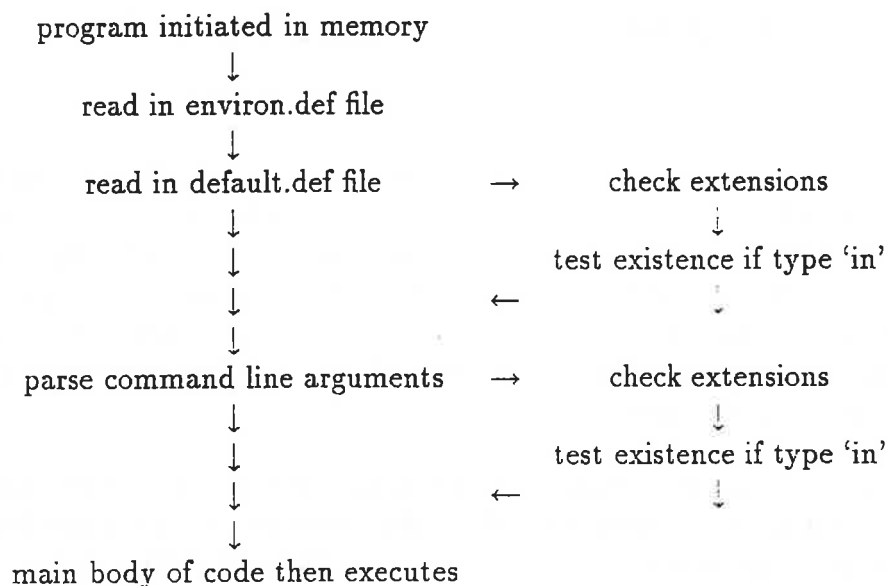 program initiated in memory
↓
read in environ.def file
↓
read in default.def file → check extensions
↓ ↓
↓ test existence if type ‘in’
↓ ← ↓
↓
parse command line arguments → check extensions
↓ ↓
↓ test existence if type ‘in’
↓ ← ↓
↓
main body of code then executes